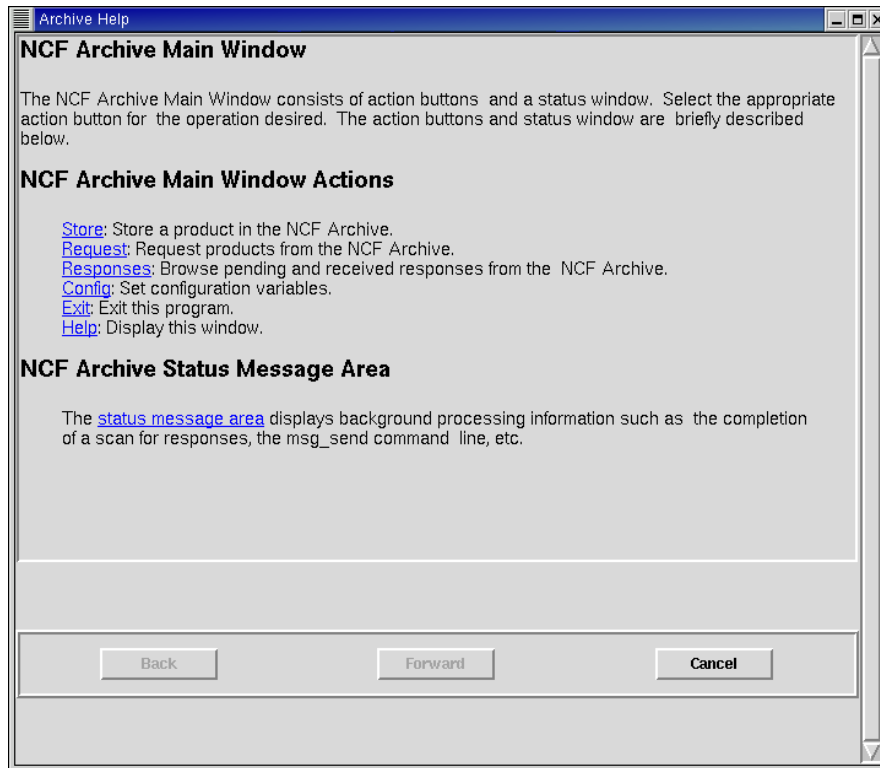 Archive Help
NCF Archive Main Window
The NCF Archive Main Window consists of action buttons and a status window. Select the appropriate
action button for the operation desired. The action buttons and status window are briefly described
below.
NCF Archive Main Window Actions
Store: Store a product in the NCF Archive.
Request: Request products from the NCF Archive.
Responses: Browse pending and received responses from the NCF Archive.
Config: Set configuration variables.
Exit: Exit this program.
Help: Display this window.
NCF Archive Status Message Area
The status message area displays background processing information such as the completion
of a scan for responses, the msg_send command line, etc.
Back Forward Cancel